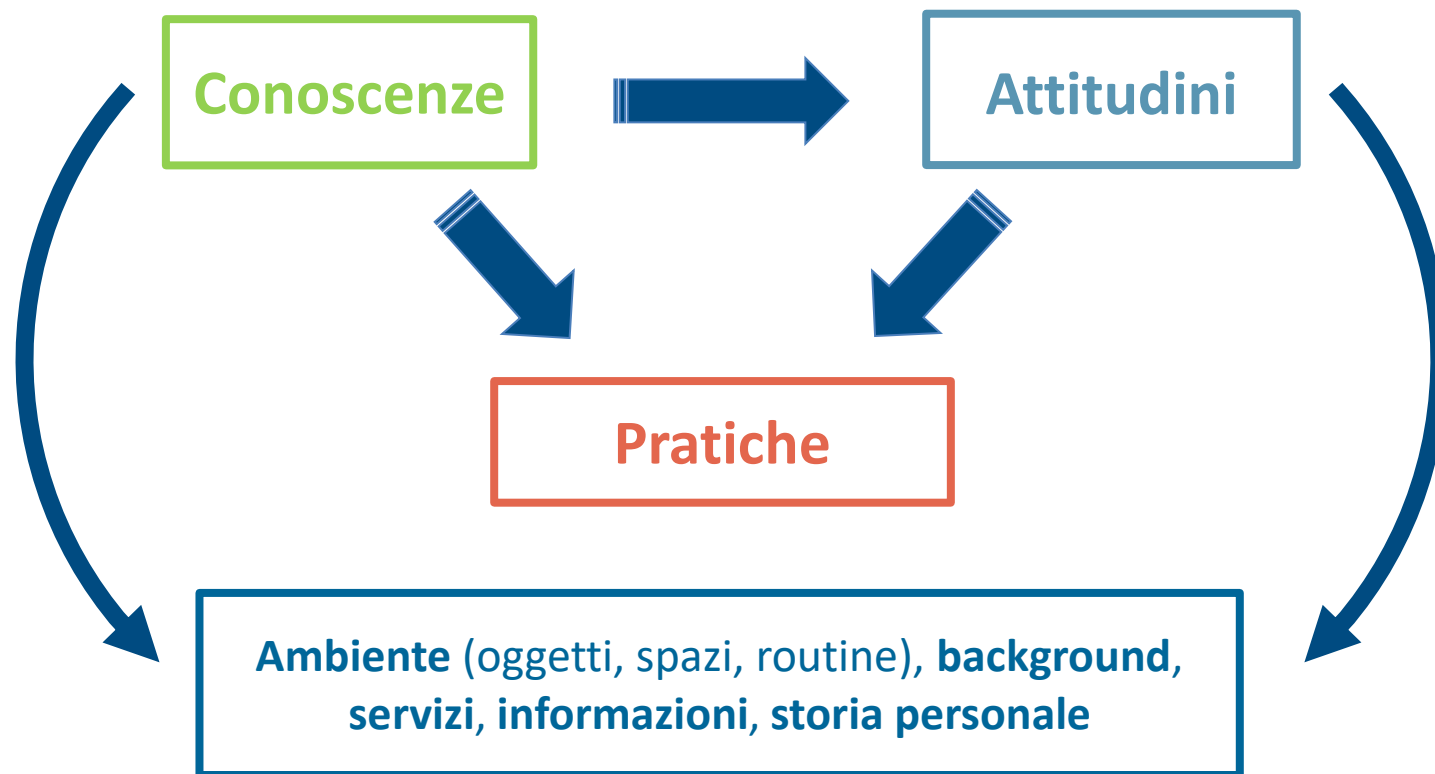 Conoscenze
Attitudini
Pratiche
Ambiente (oggetti, spazi, routine), background,
servizi, informazioni, storia personale